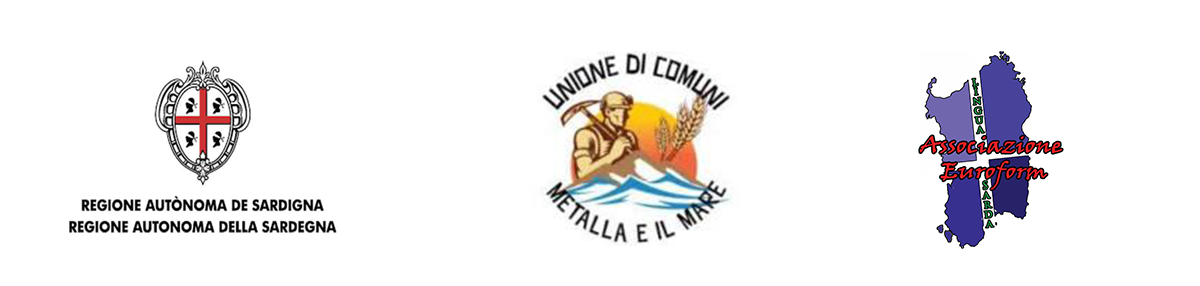 REGIONE AUTÒNOMA DE SARDIGNA
REGIONE AUTONOMA DELLA SARDEGNA
UNIONE DI COMUNI
METALLA E IL MARE
LINGUA
SARDA
Associazione
Euroform